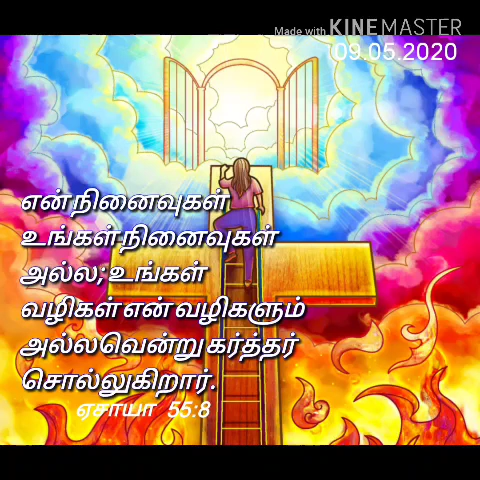 Made with KINEMASTER
09.05.2020
என் நினைவுகள்
உங்கள் நினைவுகள்
அல்ல; உங்கள்
வழிகள் என் வழிகளும்
அல்லவென்று கர்த்தர்
சொல்லுகிறார்.
ஏசாயா 55:8